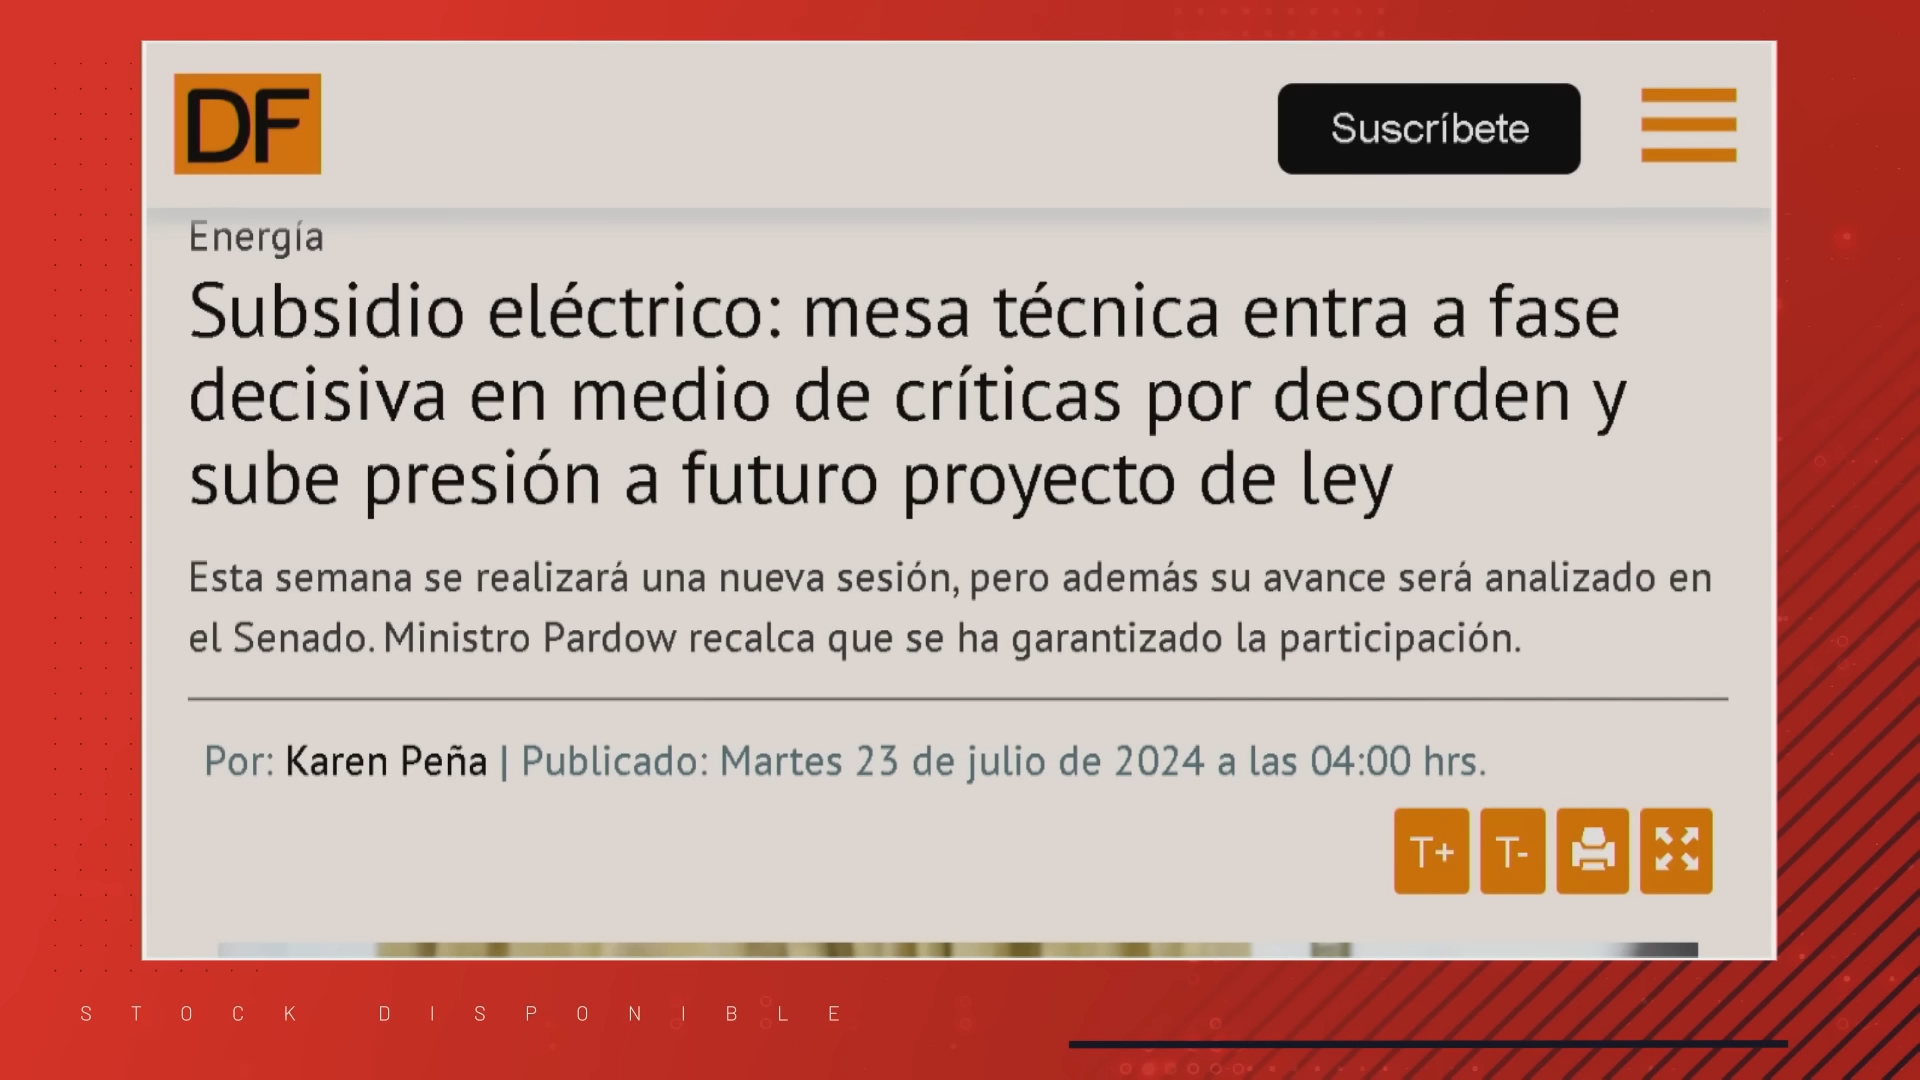 DF
Suscríbete
Energía
Subsidio eléctrico: mesa técnica entra a fase
decisiva en medio de críticas por desorden y
sube presión a futuro proyecto de ley
Esta semana se realizará una nueva sesión, pero además su avance será analizado en
el Senado. Ministro Pardow recalca que se ha garantizado la participación.
Por: Karen Peña | Publicado: Martes 23 de julio de 2024 a las 04:00 hrs.
T+ T-
STOCK DISPONIBLE